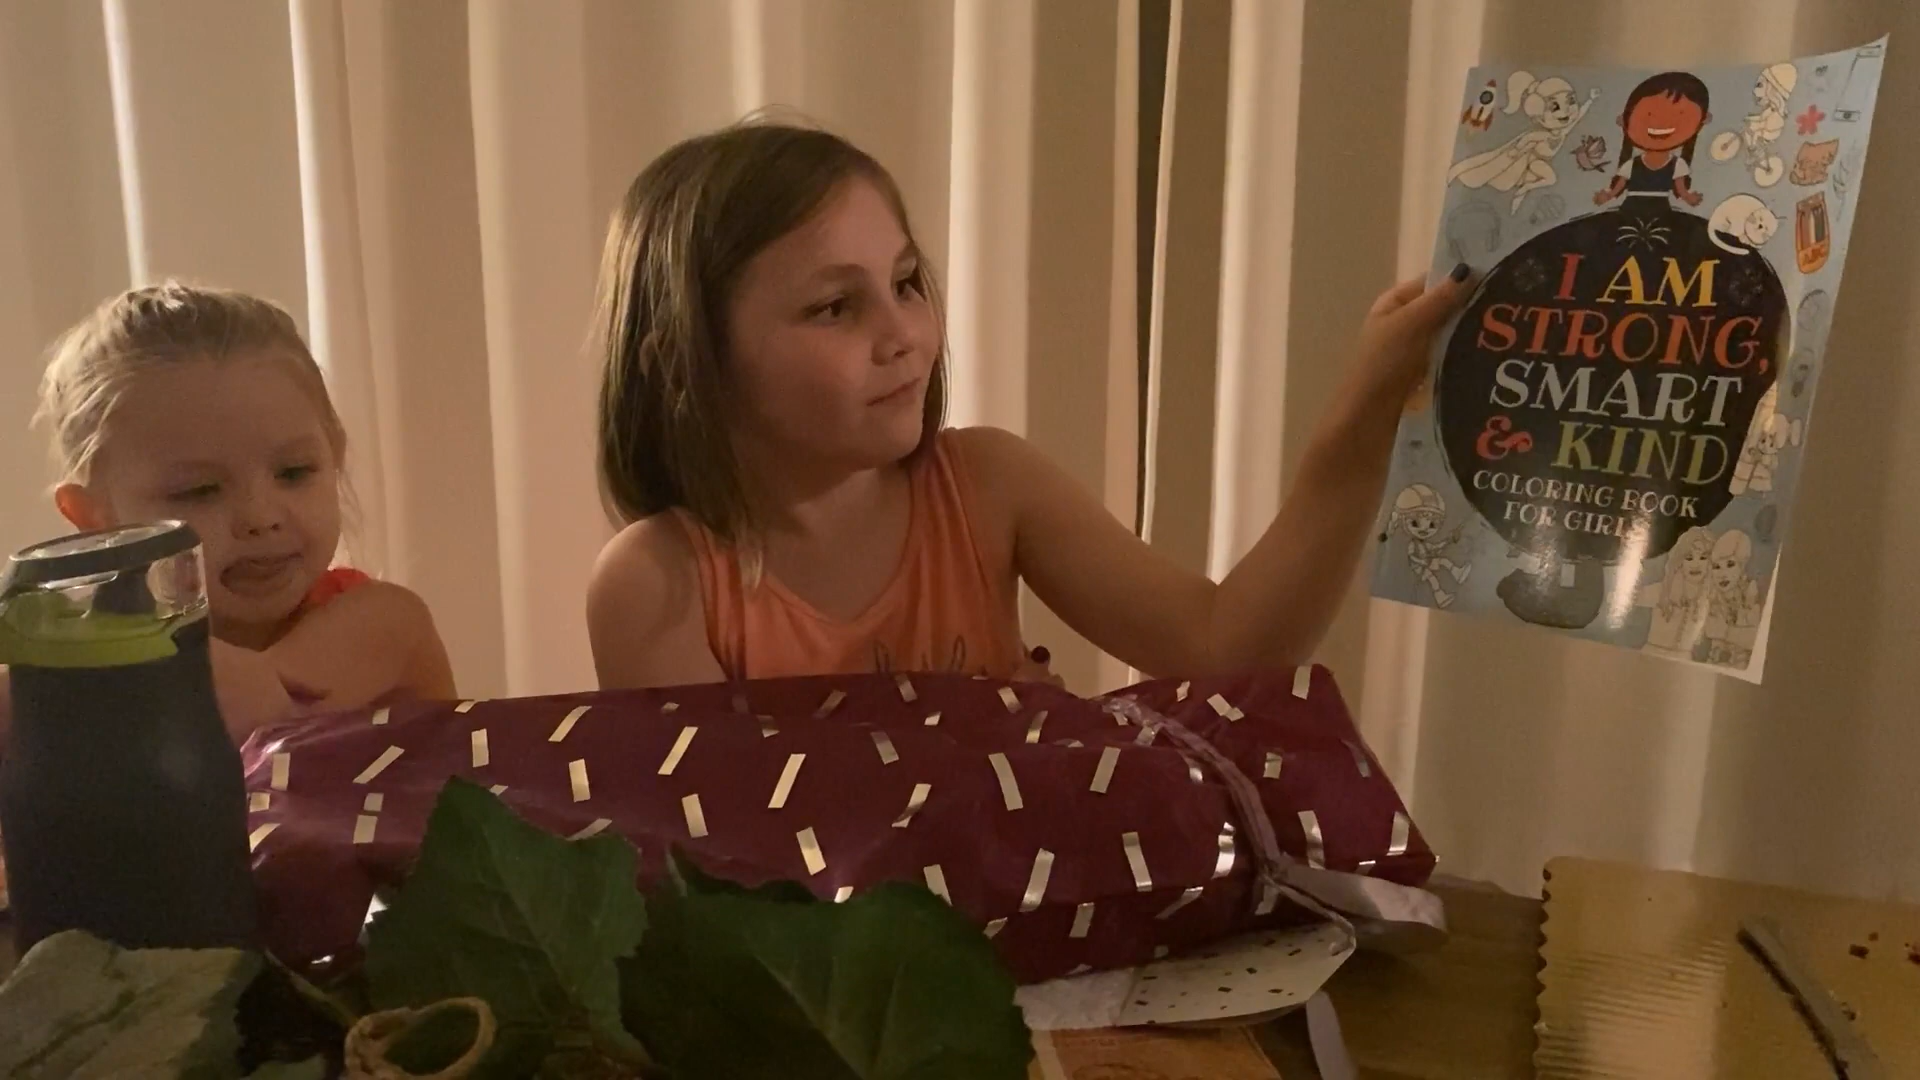 I AM
STRONG,
SMART
& KIND
COLORING BOOK
FOR GIRLS